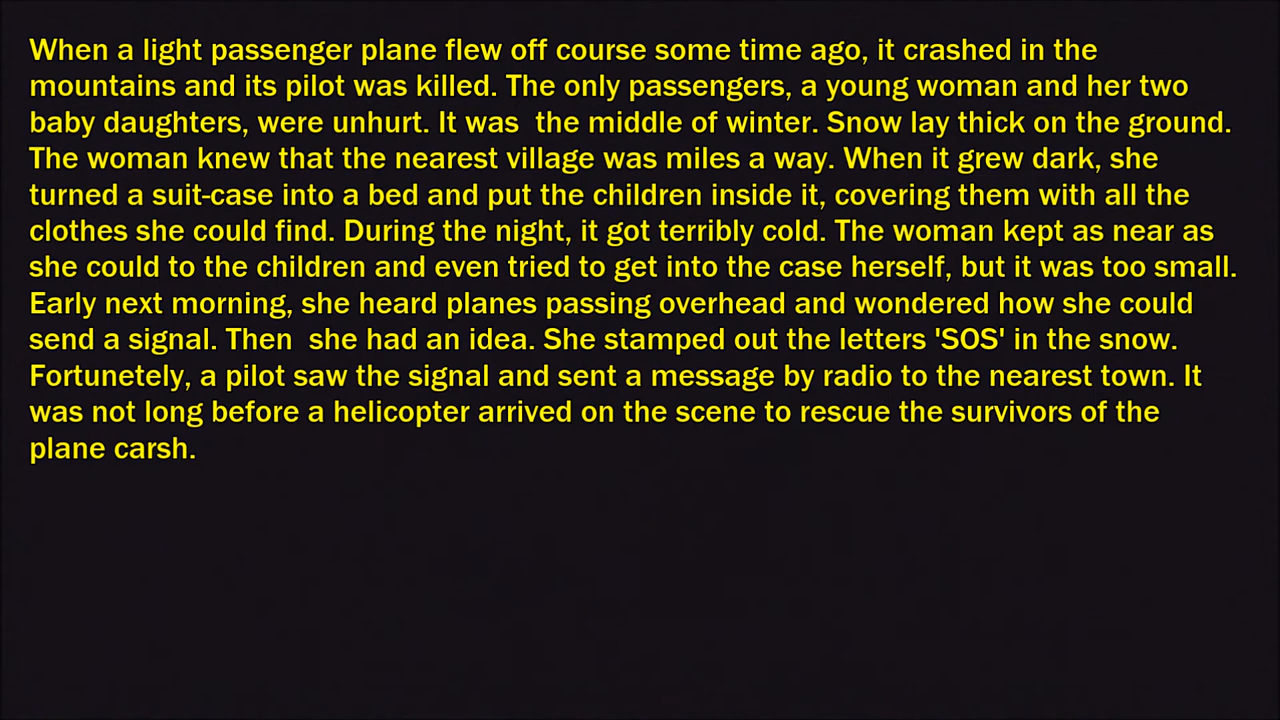 When a light passenger plane flew off course some time ago, it crashed in the
mountains and its pilot was killed. The only passengers, a young woman and her two
baby daughters, were unhurt. It was  the middle of winter. Snow lay thick on the ground.
The woman knew that the nearest village was miles a way. When it grew dark, she
turned a suit-case into a bed and put the children inside it, covering them with all the
clothes she could find. During the night, it got terribly cold. The woman kept as near as
she could to the children and even tried to get into the case herself, but it was too small.
Early next morning, she heard planes passing overhead and wondered how she could
send a signal. Then  she had an idea. She stamped out the letters 'SOS' in the snow.
Fortunetely, a pilot saw the signal and sent a message by radio to the nearest town. It
was not long before a helicopter arrived on the scene to rescue the survivors of the
plane carsh.